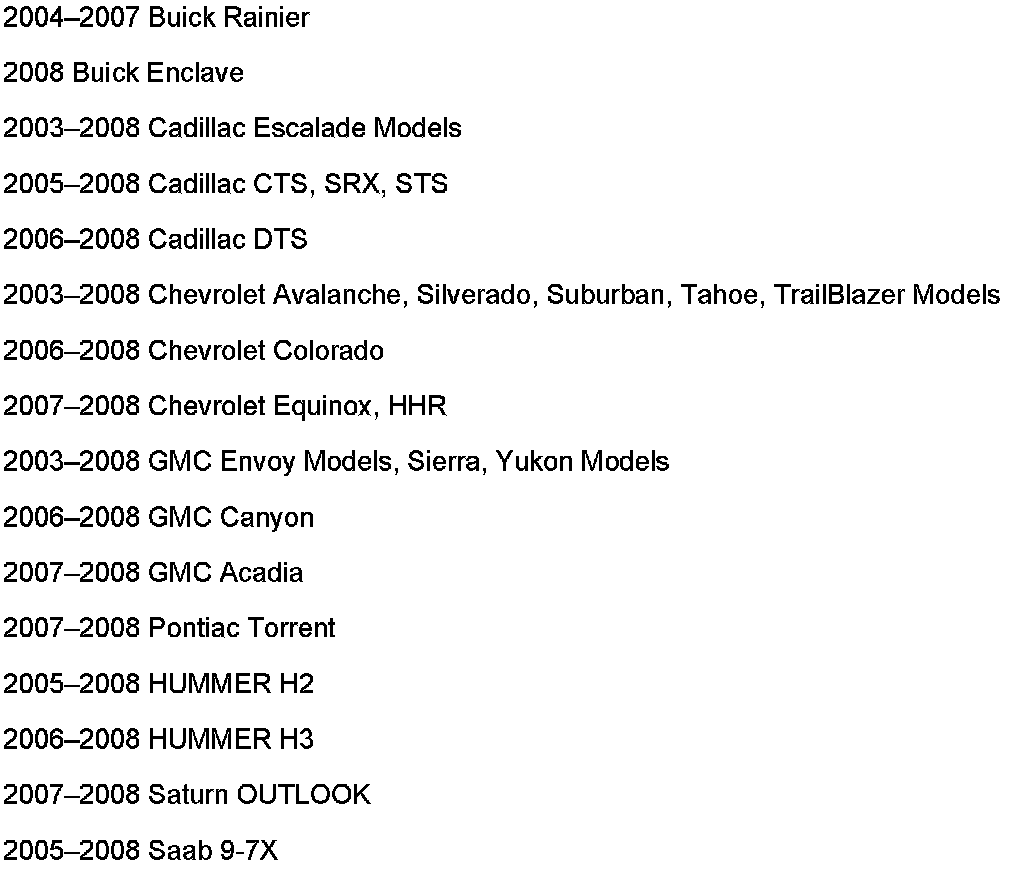 2004–2007 Buick Rainier
2008 Buick Enclave
2003–2008 Cadillac Escalade Models
2005–2008 Cadillac CTS, SRX, STS
2006–2008 Cadillac DTS
2003–2008 Chevrolet Avalanche, Silverado, Suburban, Tahoe, TrailBlazer Models
2006–2008 Chevrolet Colorado
2007–2008 Chevrolet Equinox, HHR
2003–2008 GMC Envoy Models, Sierra, Yukon Models
2006–2008 GMC Canyon
2007–2008 GMC Acadia
2007–2008 Pontiac Torrent
2005–2008 HUMMER H2
2006–2008 HUMMER H3
2007–2008 Saturn OUTLOOK
2005–2008 Saab 9-7X